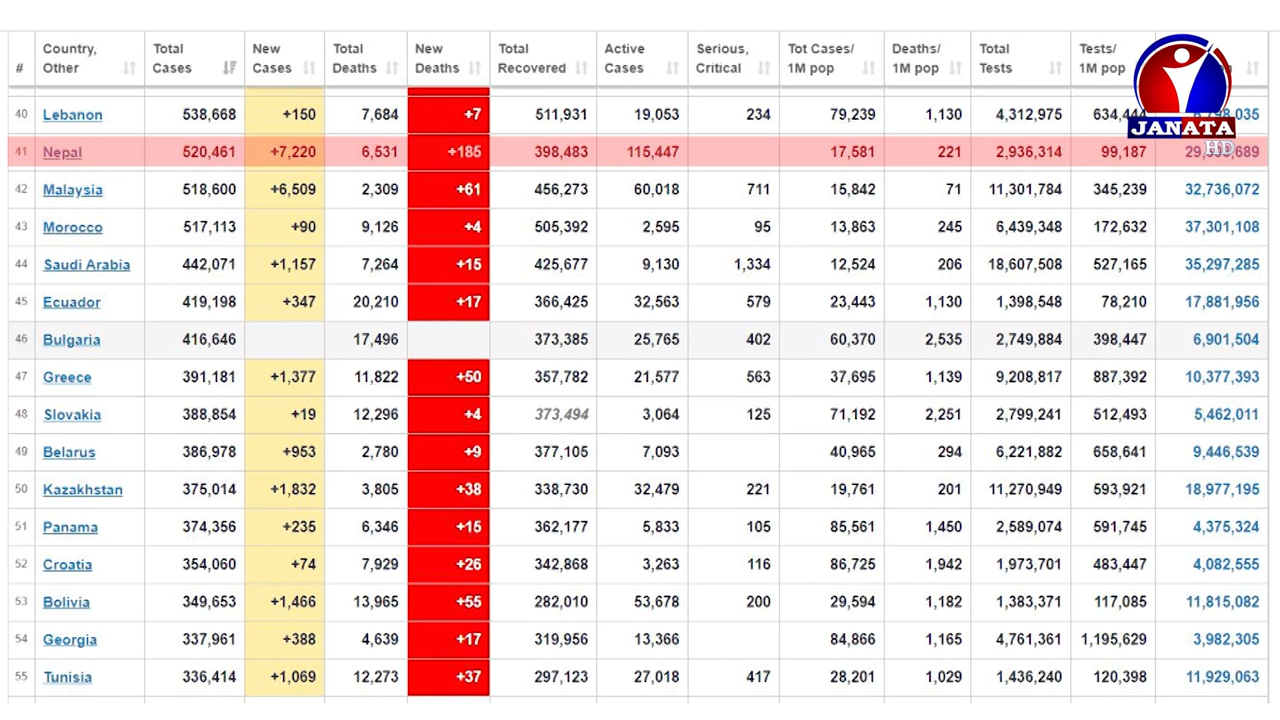 # Country, Other Total Cases New Cases Total Deaths New Deaths Total Recovered Active Cases Serious, Critical Tot Cases/ 1M pop Deaths/ 1M pop Total Tests Tests/ 1M pop
40 Lebanon 538,668 +150 7,684 +7 511,931 19,053 234 79,239 1,130 4,312,975 634,444 6,798,035
41 Nepal 520,461 +7,220 6,531 +185 398,483 115,447 17,581 221 2,936,314 99,187
42 Malaysia 518,600 +6,509 2,309 +61 456,273 60,018 711 15,842 71 11,301,784 345,239 32,736,072
43 Morocco 517,113 +90 9,126 +4 505,392 2,595 95 13,863 245 6,439,348 172,632 37,301,108
44 Saudi Arabia 442,071 +1,157 7,264 +15 425,677 9,130 1,334 12,524 206 18,607,508 527,165 35,297,285
45 Ecuador 419,198 +347 20,210 +17 366,425 32,563 579 23,443 1,130 1,398,548 78,210 17,881,956
46 Bulgaria 416,646 17,496 373,385 25,765 402 60,370 2,535 2,749,884 398,447 6,901,504
47 Greece 391,181 +1,377 11,822 +50 357,782 21,577 563 37,695 1,139 9,208,817 887,392 10,377,393
48 Slovakia 388,854 +19 12,296 +4 373,494 3,064 125 71,192 2,251 2,799,241 512,493 5,462,011
49 Belarus 386,978 +953 2,780 +9 377,105 7,093 40,965 294 6,221,882 658,641 9,446,539
50 Kazakhstan 375,014 +1,832 3,805 +38 338,730 32,479 221 19,761 201 11,270,949 593,921 18,977,195
51 Panama 374,356 +235 6,346 +15 362,177 5,833 105 85,561 1,450 2,589,074 591,745 4,375,324
52 Croatia 354,060 +74 7,929 +26 342,868 3,263 116 86,725 1,942 1,973,701 483,447 4,082,555
53 Bolivia 349,653 +1,466 13,965 +55 282,010 53,678 200 29,594 1,182 1,383,371 117,085 11,815,082
54 Georgia 337,961 +388 4,639 +17 319,956 13,366 84,866 1,165 4,761,361 1,195,629 3,982,305
55 Tunisia 336,414 +1,069 12,273 +37 297,123 27,018 417 28,201 1,029 1,436,240 120,398 11,929,063
JANATA
HD